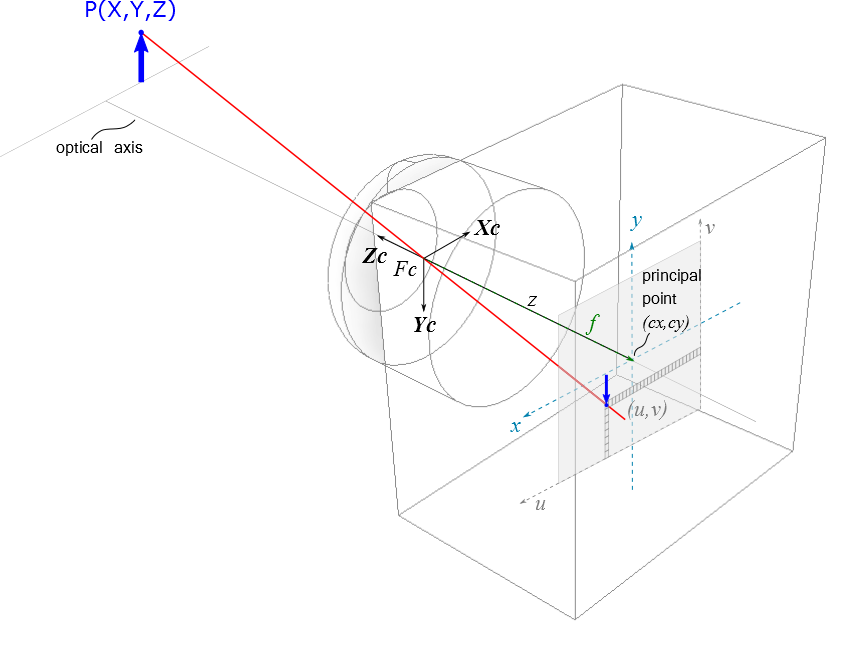 P(X,Y,Z)
optical axis
Xc
Zc
Fc
Yc
z
f
y
v
principal
point
(cx,cy)
x
(u,v)
u